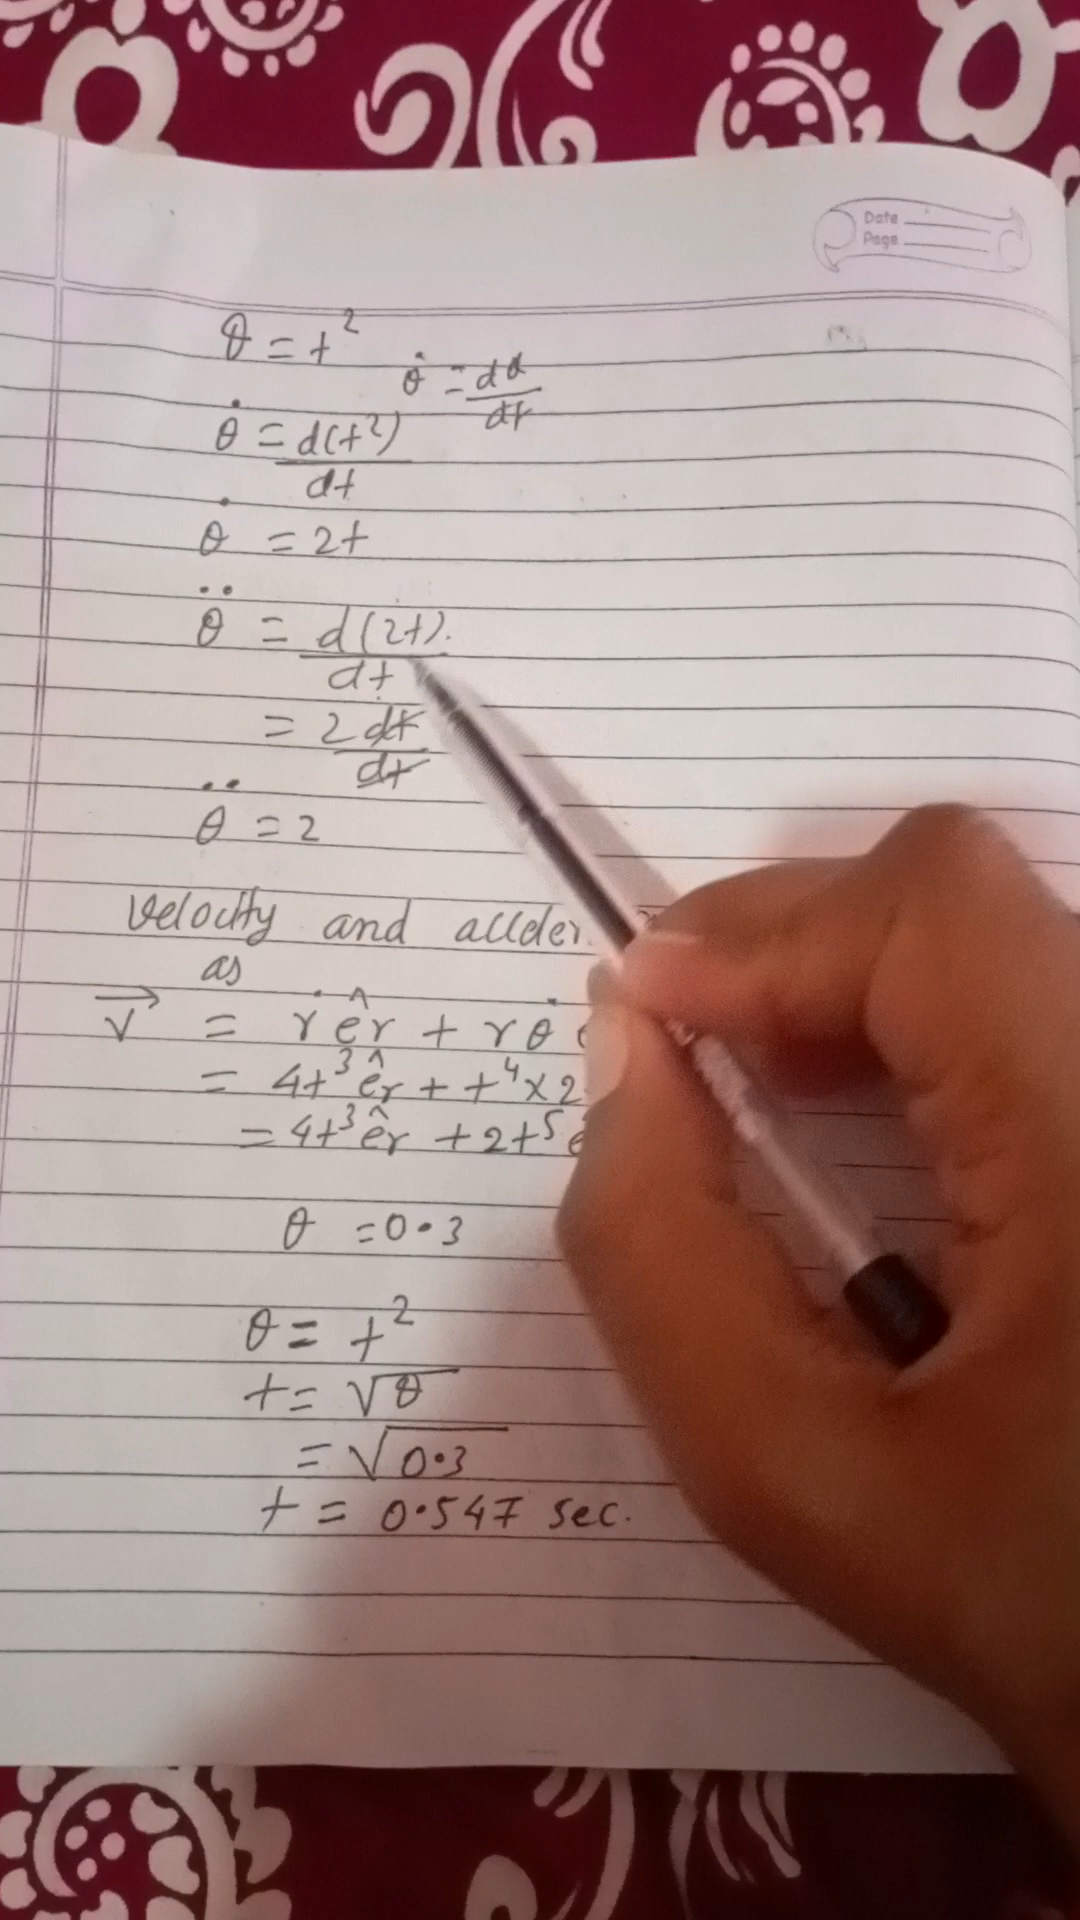 Date
Page
θ = t²
θ̇ = dθ/dt
θ̇ = d(t²)/dt
θ̇ = 2t
θ̈ = d(2t)/dt
= 2 dt/dt
θ̈ = 2
velocity and
as
v⃗ = ṙ êr + r θ̇
= 4t³ êr + t⁴ × 2
= 4t³ êr + 2t⁵
θ = 0.3
θ = t²
t = √θ
= √0.3
t = 0.547 sec.